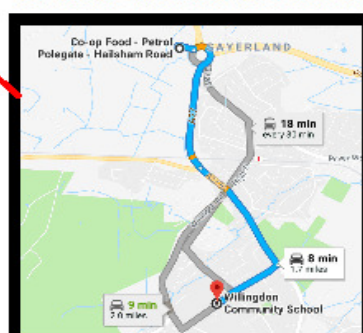 Co-op Food - Petrol
Polegate - Hailsham Road
SAYERLAND
18 min
every 30 min
8 min
1.7 miles
9 min
2.0 miles
Willingdon
Community School